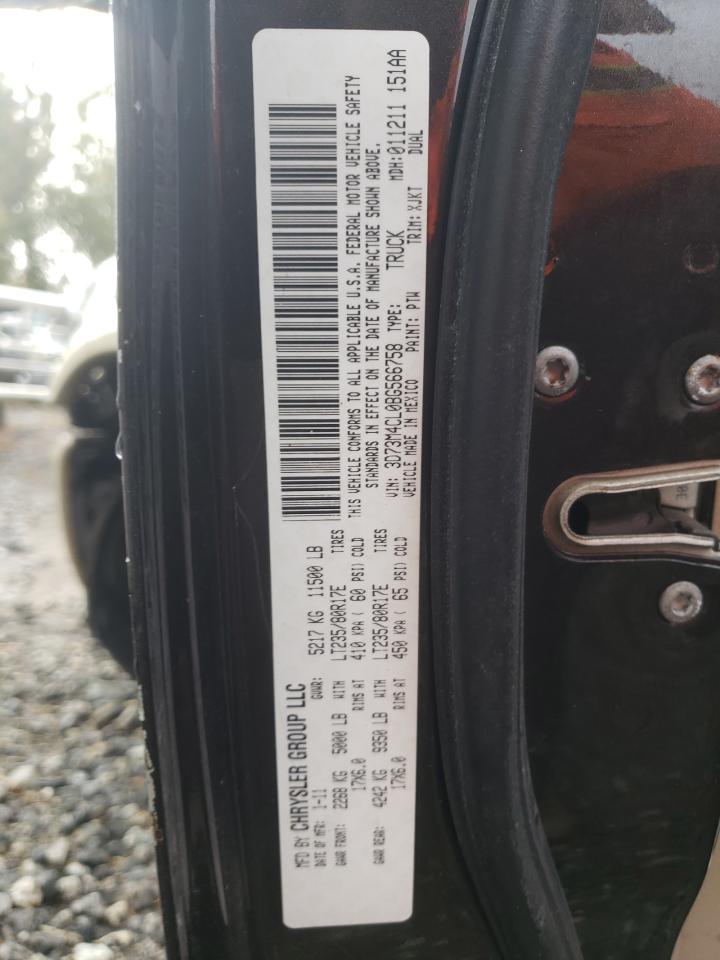 MFD BY CHRYSLER GROUP LLC
DATE OF MFR: 1-11 GVWR: 5217 KG 11500 LB
GAWR FRONT: 2268 KG 5000 LB WITH LT235/80R17E TIRES
17X6.0 RIMS AT 410 KPA ( 60 PSI) COLD
GAWR REAR: 4242 KG 9350 LB WITH LT235/80R17E TIRES
17X6.0 RIMS AT 450 KPA ( 65 PSI) COLD
THIS VEHICLE CONFORMS TO ALL APPLICABLE U.S.A. FEDERAL MOTOR VEHICLE SAFETY
STANDARDS IN EFFECT ON THE DATE OF MANUFACTURE SHOWN ABOVE.
VIN: 3D73M4CL0BG566758 TYPE: TRUCK MDH:011211 151AA
VEHICLE MADE IN MEXICO PAINT: PTW TRIM: XJKT DUAL
30